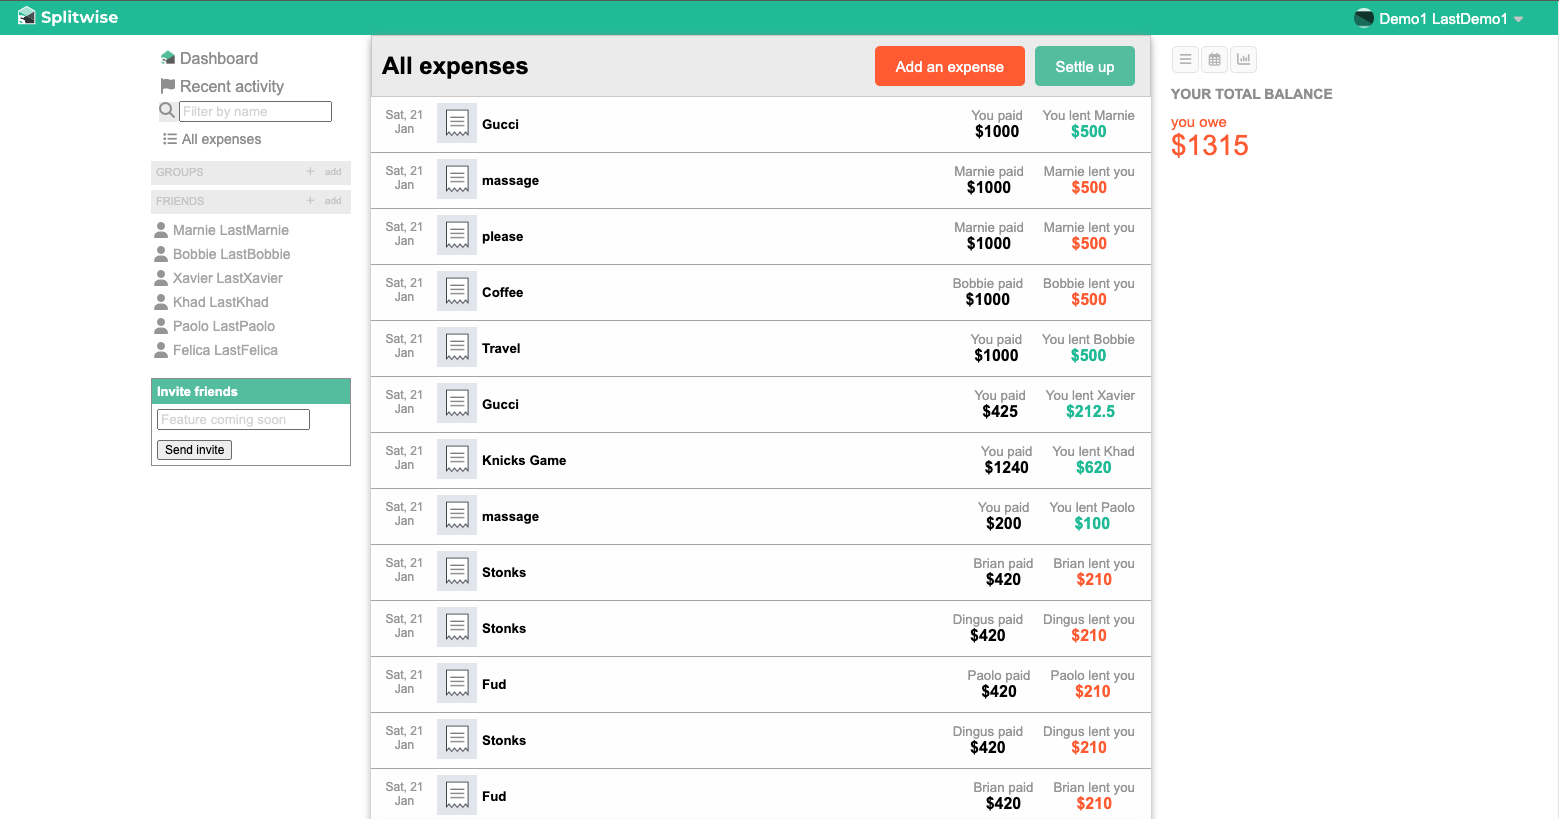 Splitwise
Demo1 LastDemo1
Dashboard
Recent activity
Filter by name
All expenses
GROUPS + add
FRIENDS + add
Marnie LastMarnie
Bobbie LastBobbie
Xavier LastXavier
Khad LastKhad
Paolo LastPaolo
Felica LastFelica
Invite friends
Feature coming soon
Send invite
All expenses
Add an expense
Settle up
Sat, 21 You paid You lent Marnie
Jan Gucci $1000 $500
Sat, 21 Marnie paid Marnie lent you
Jan massage $1000 $500
Sat, 21 Marnie paid Marnie lent you
Jan please $1000 $500
Sat, 21 Bobbie paid Bobbie lent you
Jan Coffee $1000 $500
Sat, 21 You paid You lent Bobbie
Jan Travel $1000 $500
Sat, 21 You paid You lent Xavier
Jan Gucci $425 $212.5
Sat, 21 You paid You lent Khad
Jan Knicks Game $1240 $620
Sat, 21 You paid You lent Paolo
Jan massage $200 $100
Sat, 21 Brian paid Brian lent you
Jan Stonks $420 $210
Sat, 21 Dingus paid Dingus lent you
Jan Stonks $420 $210
Sat, 21 Paolo paid Paolo lent you
Jan Fud $420 $210
Sat, 21 Dingus paid Dingus lent you
Jan Stonks $420 $210
Sat, 21 Brian paid Brian lent you
Jan Fud $420 $210
YOUR TOTAL BALANCE
you owe
$1315